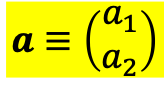 a ≡ (a₁
a₂)